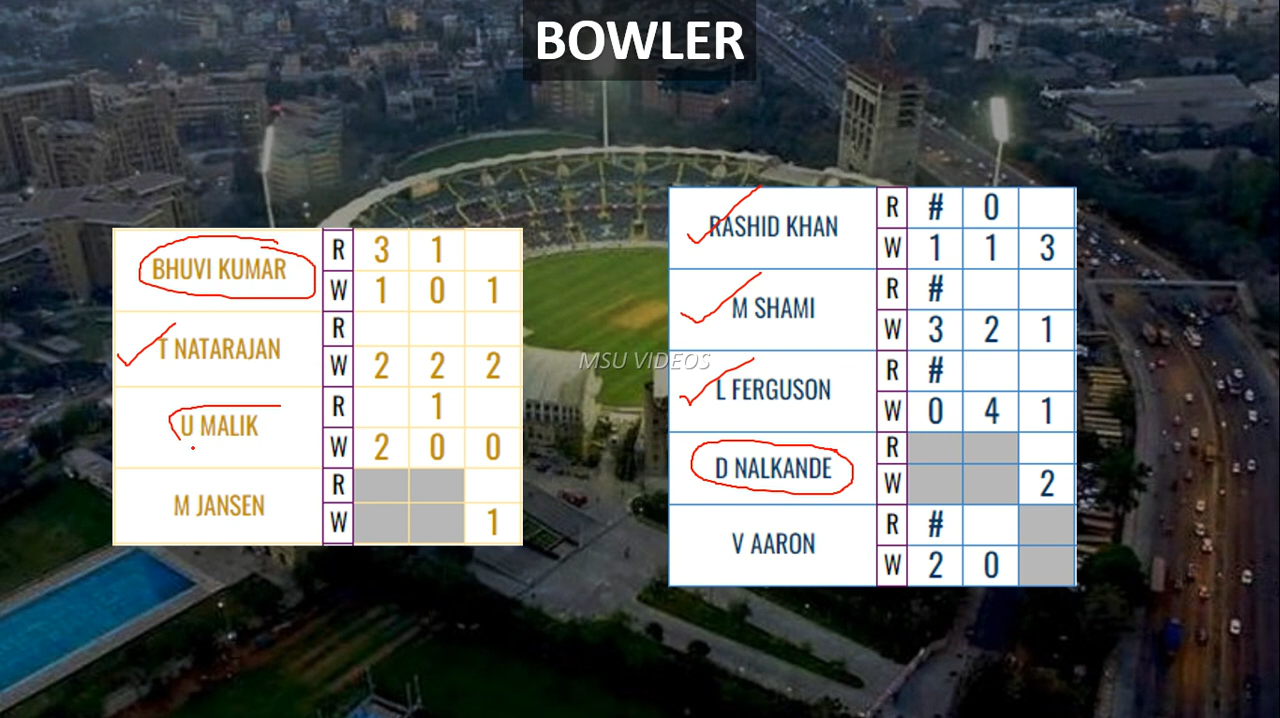 BOWLER
BHUVI KUMAR R 3 1
W 1 0 1
T NATARAJAN R
W 2 2 2
U MALIK R 1
W 2 0 0
M JANSEN R
W 1
MSU VIDEOS
RASHID KHAN R # 0
W 1 1 3
M SHAMI R #
W 3 2 1
L FERGUSON R #
W 0 4 1
D NALKANDE R
W 2
V AARON R #
W 2 0